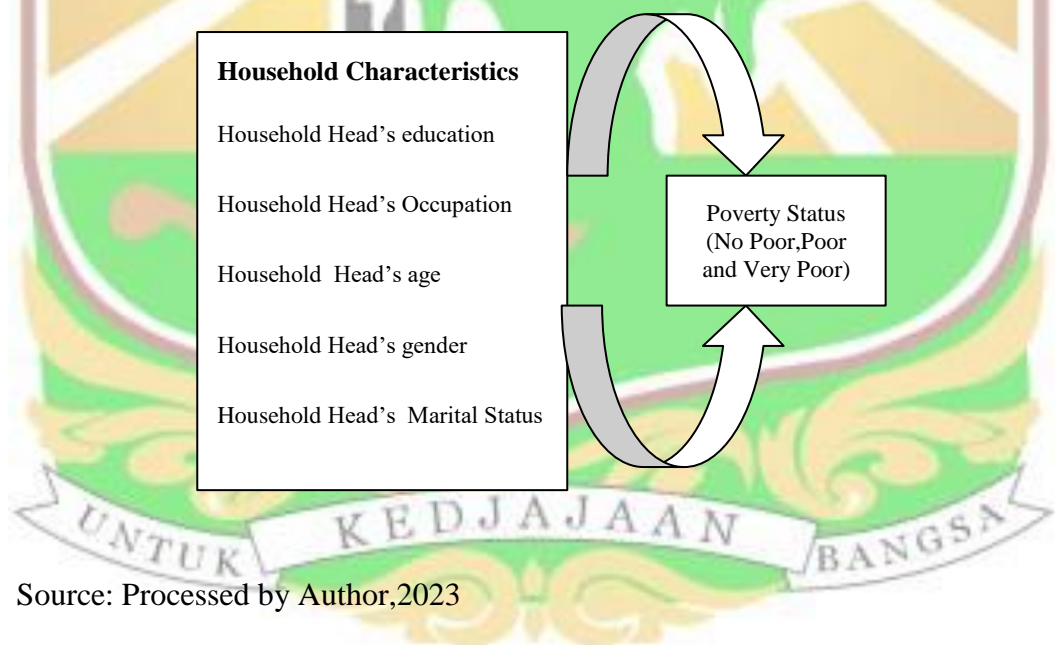 Household Characteristics
Household Head’s education
Household Head’s Occupation
Household  Head’s age
Household Head’s gender
Household Head’s  Marital Status
Poverty Status
(No Poor,Poor
and Very Poor)
UNTUK KEDJAJAAN BANGSA
Source: Processed by Author,2023